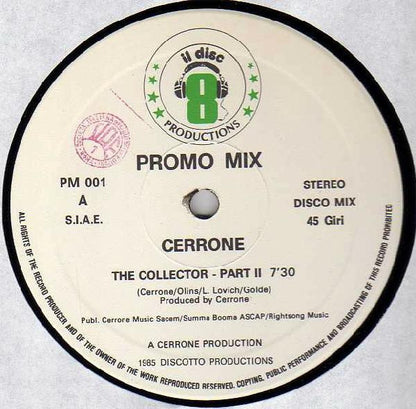 il disc
8
PRODUCTIONS
PROMO MIX
PM 001
A
S.I.A.E.
STEREO
DISCO MIX
45 Giri
CERRONE
THE COLLECTOR - PART II 7'30
(Cerrone/Olins/L. Lovich/Golde)
Produced by Cerrone
Publ. Cerrone Music Sacem/Summa Booma ASCAP/Rightsong Music
A CERRONE PRODUCTION
1985 DISCOTTO PRODUCTIONS
ALL RIGHTS OF THE RECORD PRODUCER AND OF THE OWNER OF THE WORK REPRODUCED RESERVED. COPTING, PUBLIC PERFORMANCE AND BROADCASTING OF THIS RECORD PROHIBITED